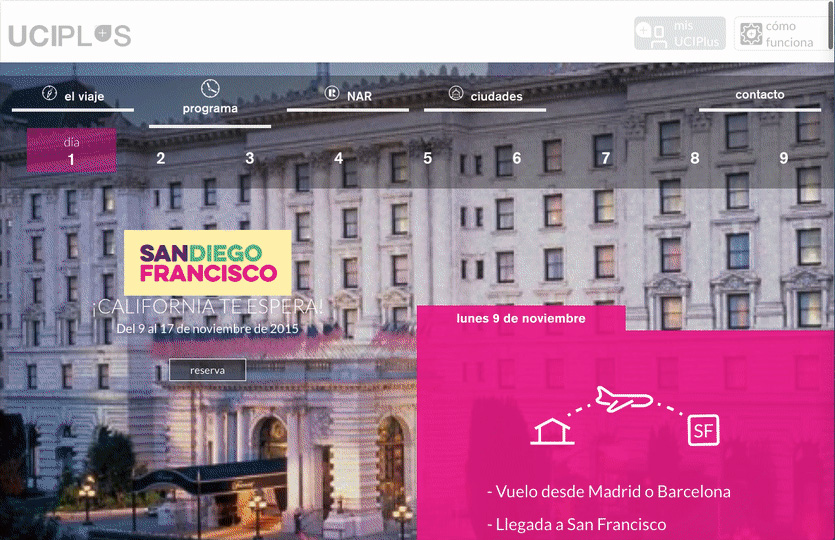 UCIPLUS
mis
UCIPlus
cómo
funciona
el viaje
programa
R NAR
ciudades
contacto
día
1 2 3 4 5 6 7 8 9
SANDIEGO
FRANCISCO
¡CALIFORNIA TE ESPERA!
Del 9 al 17 de noviembre de 2015
reserva
lunes 9 de noviembre
SF
- Vuelo desde Madrid o Barcelona
- Llegada a San Francisco